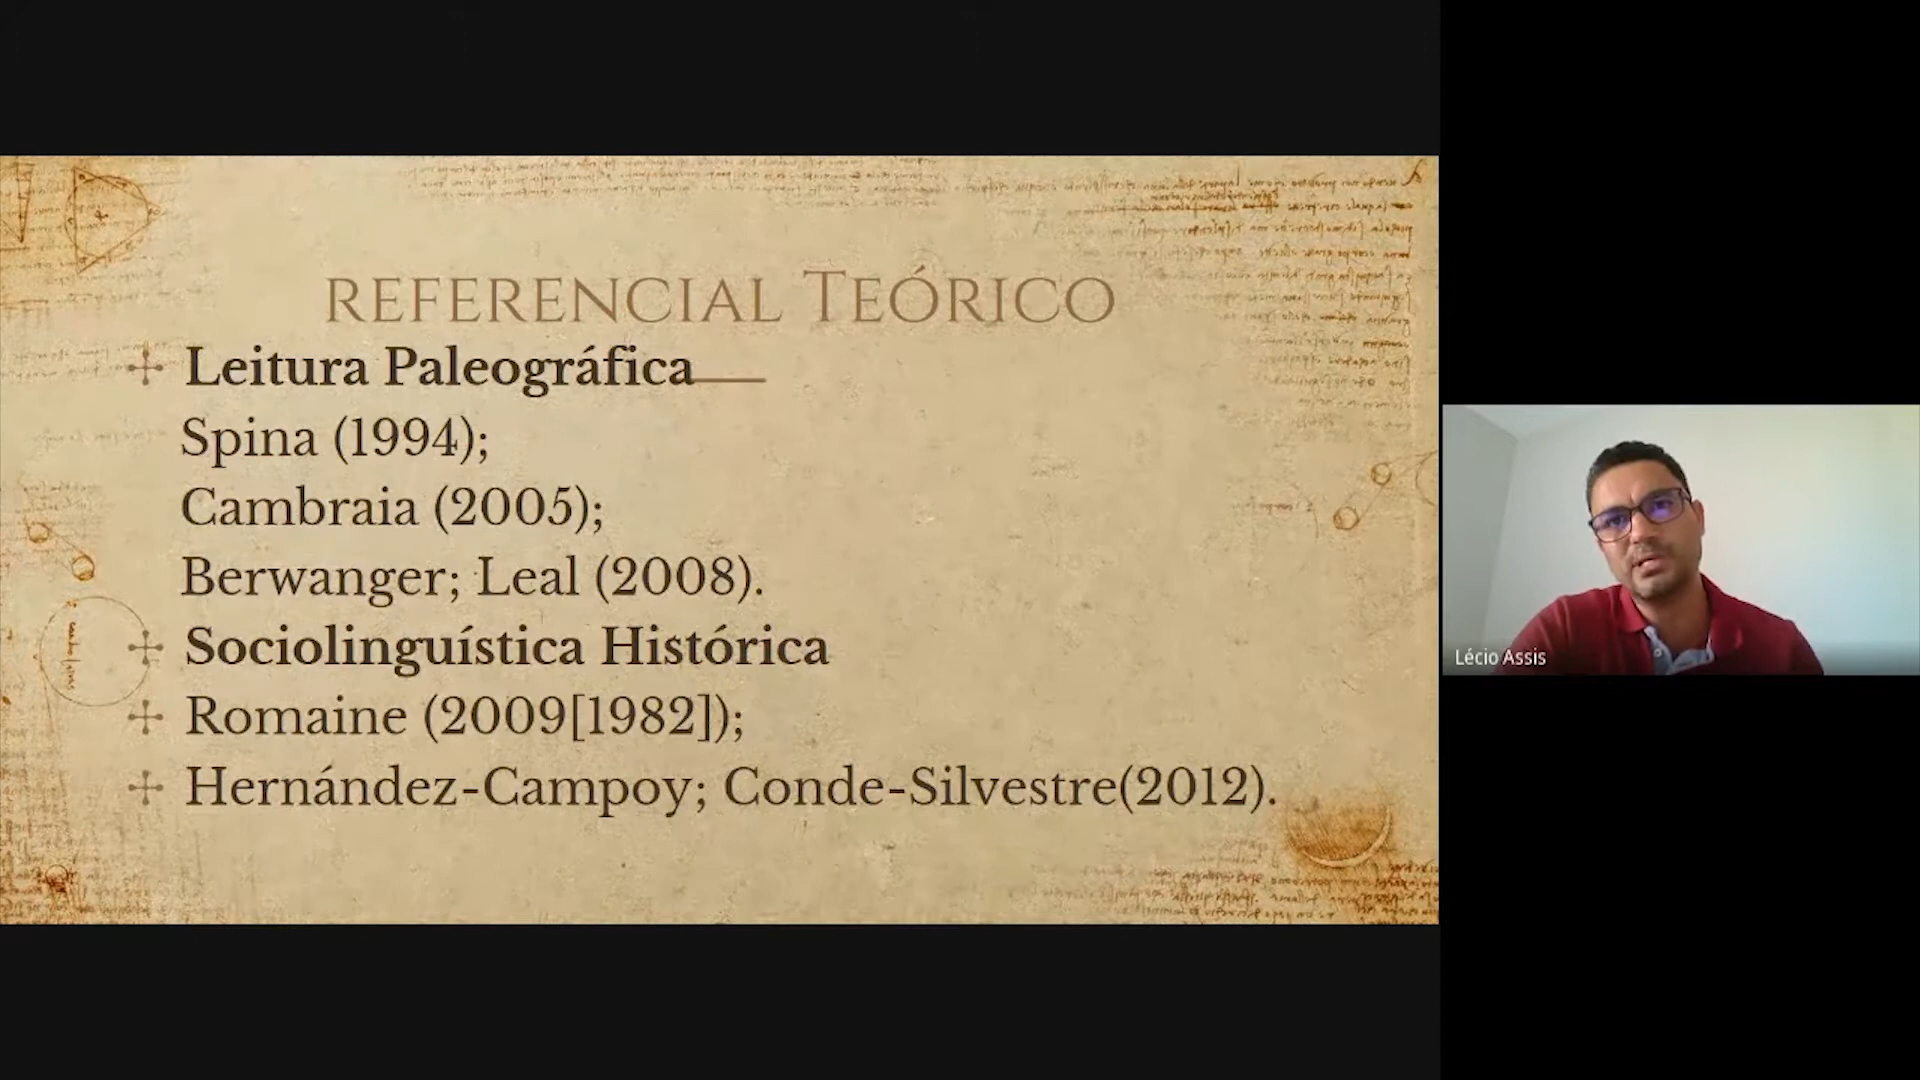 REFERENCIAL TEÓRICO
Leitura Paleográfica
Spina (1994);
Cambraia (2005);
Berwanger; Leal (2008).
Sociolinguística Histórica
Romaine (2009[1982]);
Hernández-Campoy; Conde-Silvestre(2012).
Lécio Assis